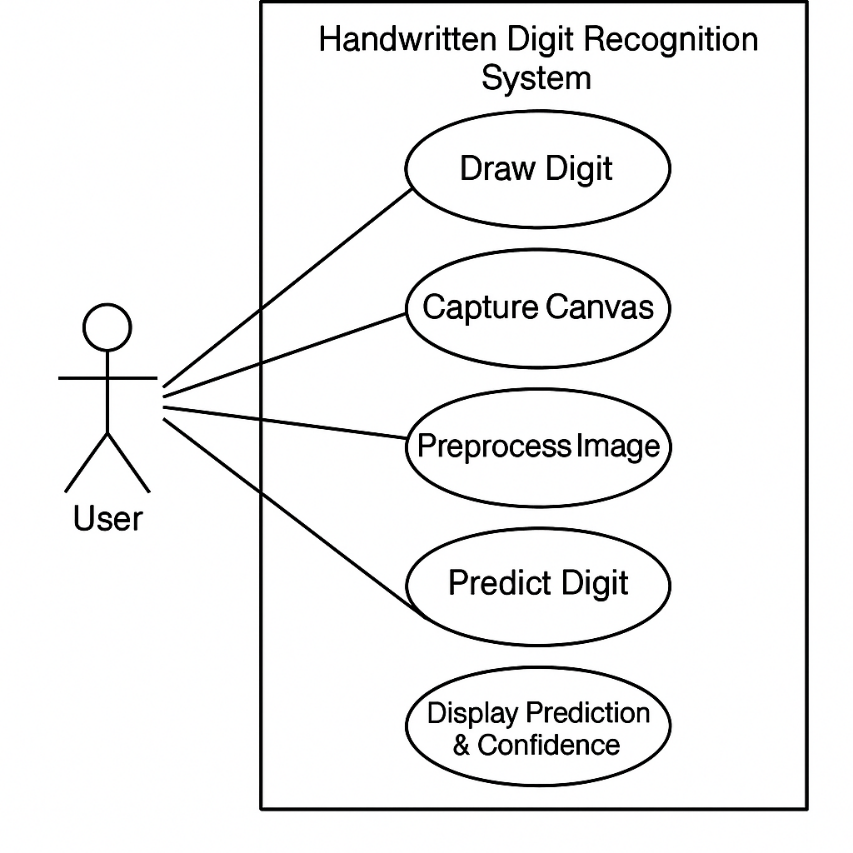 Handwritten Digit Recognition
System
Draw Digit
Capture Canvas
Preprocess Image
User
Predict Digit
Display Prediction
& Confidence